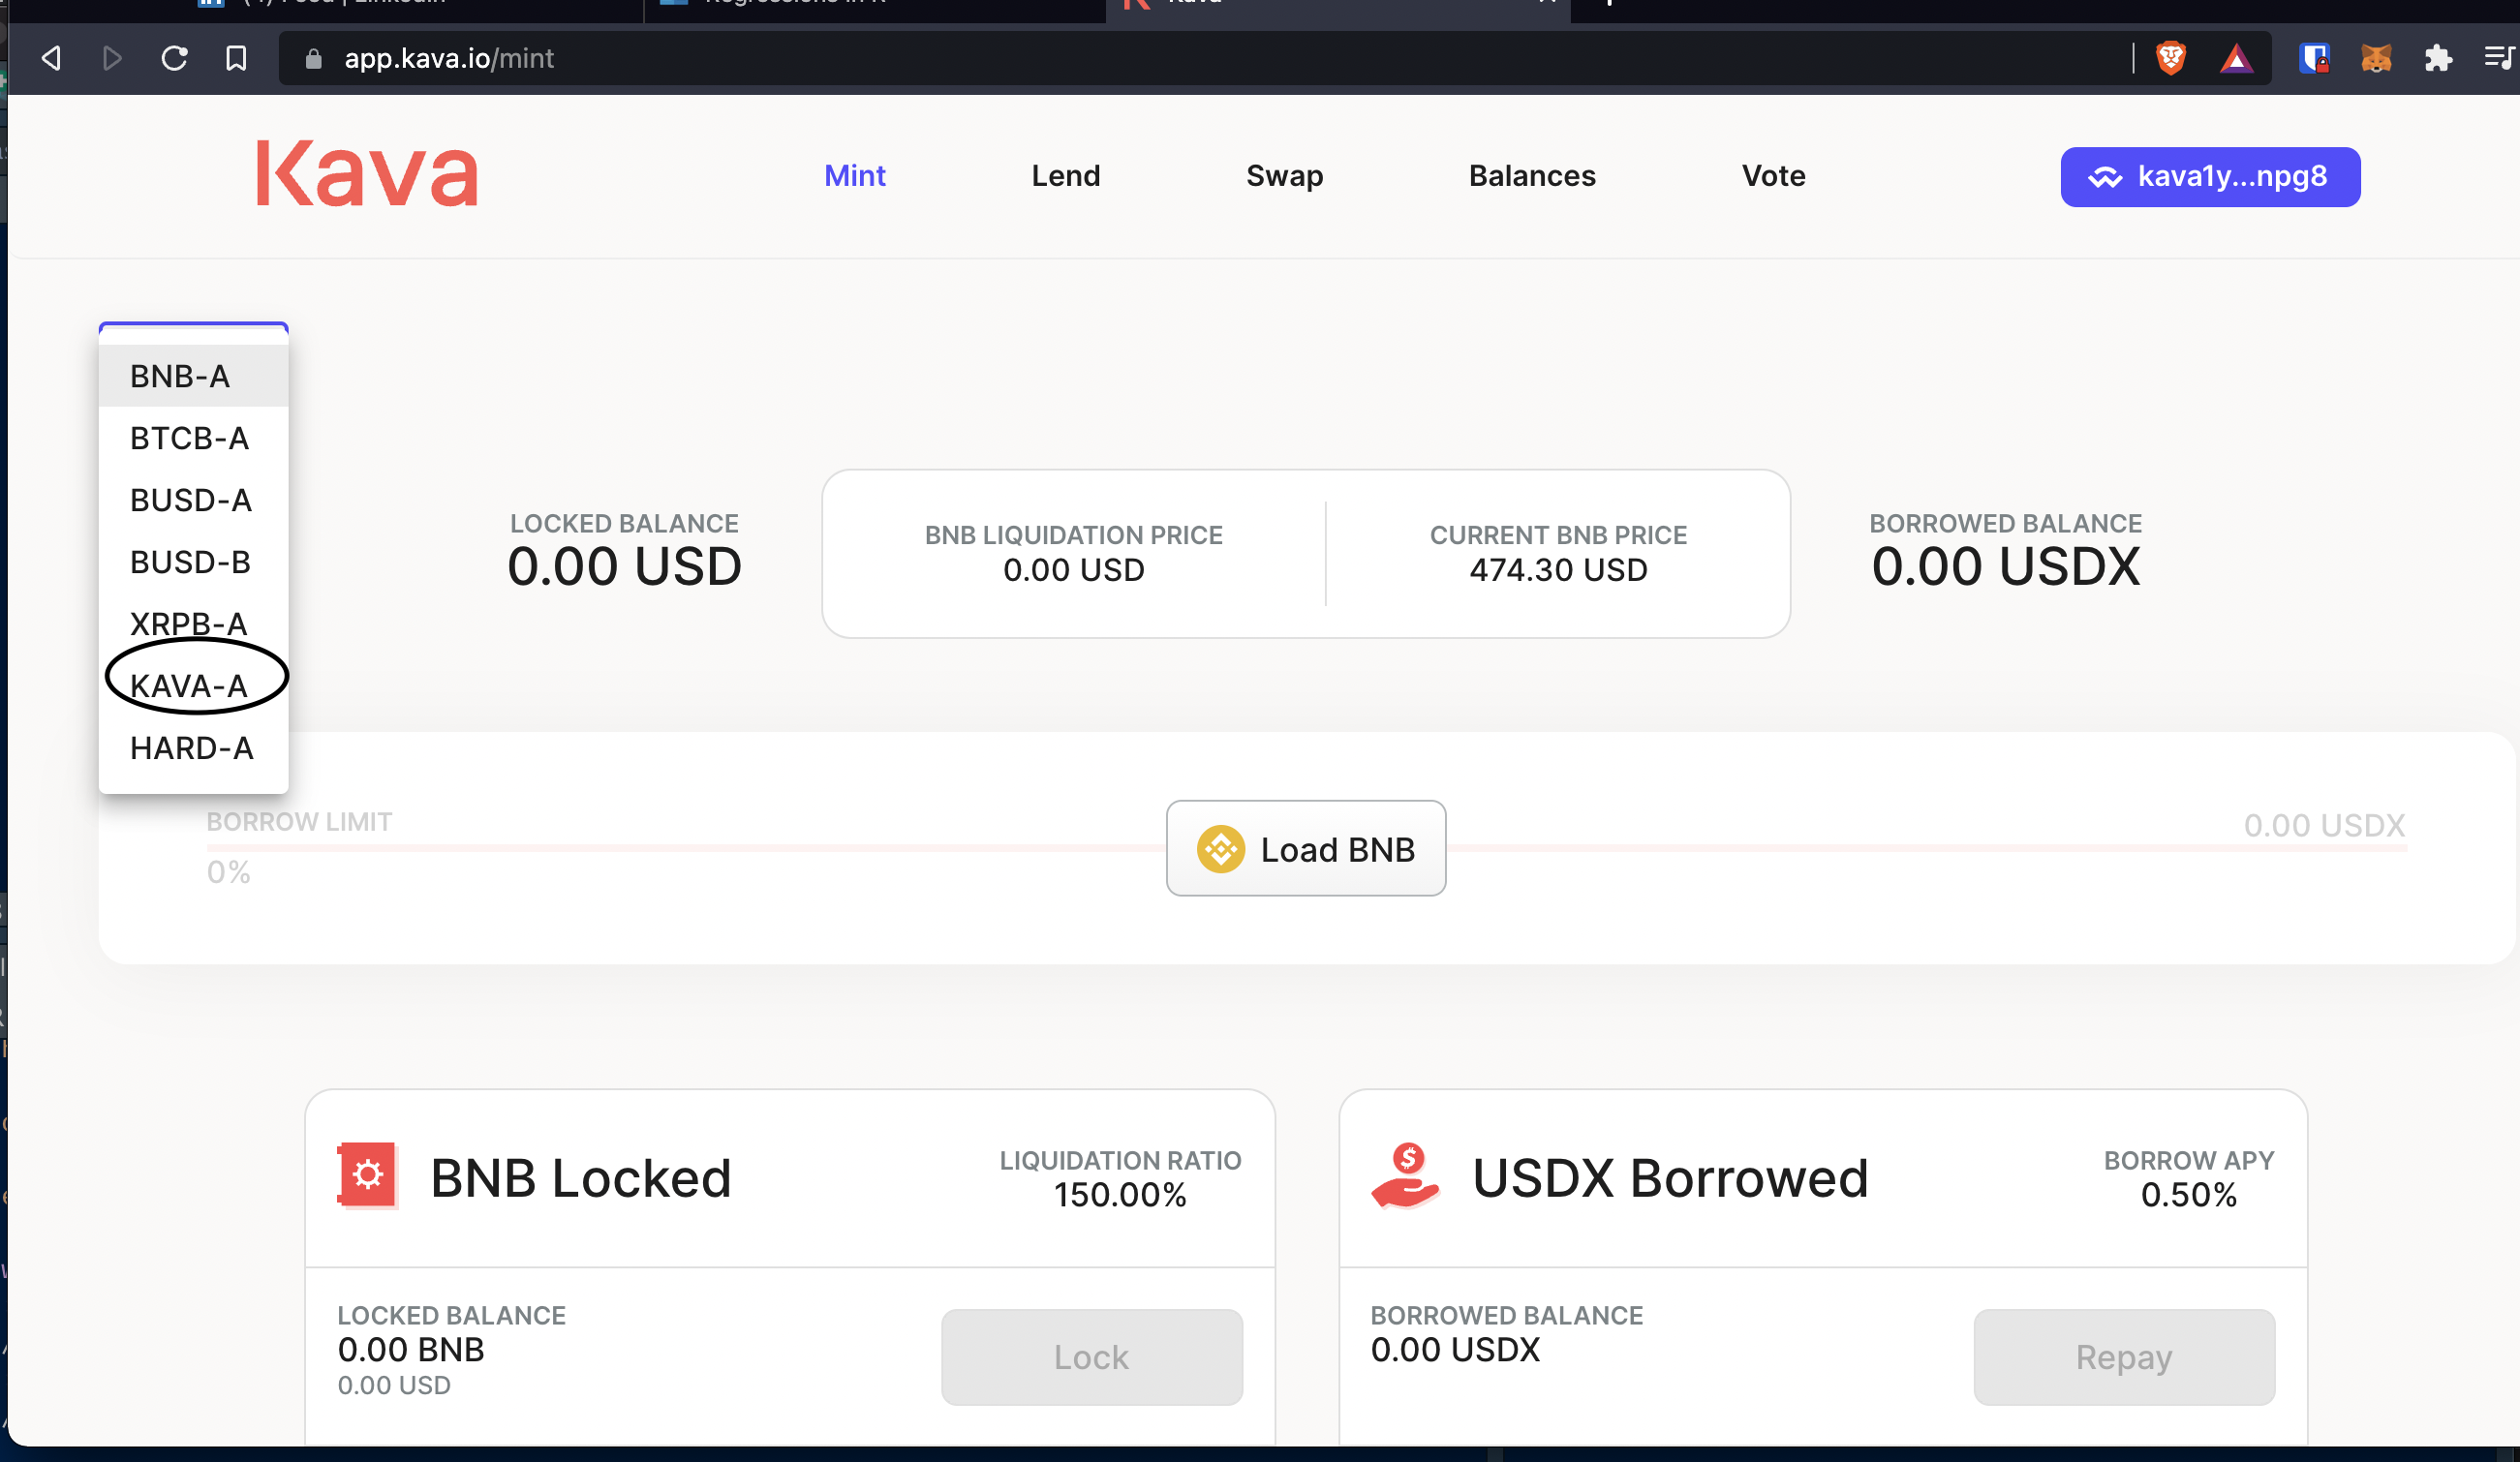 app.kava.io/mint
Kava
Mint
Lend
Swap
Balances
Vote
kava1y...npg8
BNB-A
BTCB-A
BUSD-A
BUSD-B
XRPB-A
KAVA-A
HARD-A
LOCKED BALANCE
0.00 USD
BNB LIQUIDATION PRICE
0.00 USD
CURRENT BNB PRICE
474.30 USD
BORROWED BALANCE
0.00 USDX
BORROW LIMIT
0%
Load BNB
0.00 USDX
BNB Locked
LIQUIDATION RATIO
150.00%
LOCKED BALANCE
0.00 BNB
0.00 USD
Lock
USDX Borrowed
BORROW APY
0.50%
BORROWED BALANCE
0.00 USDX
Repay